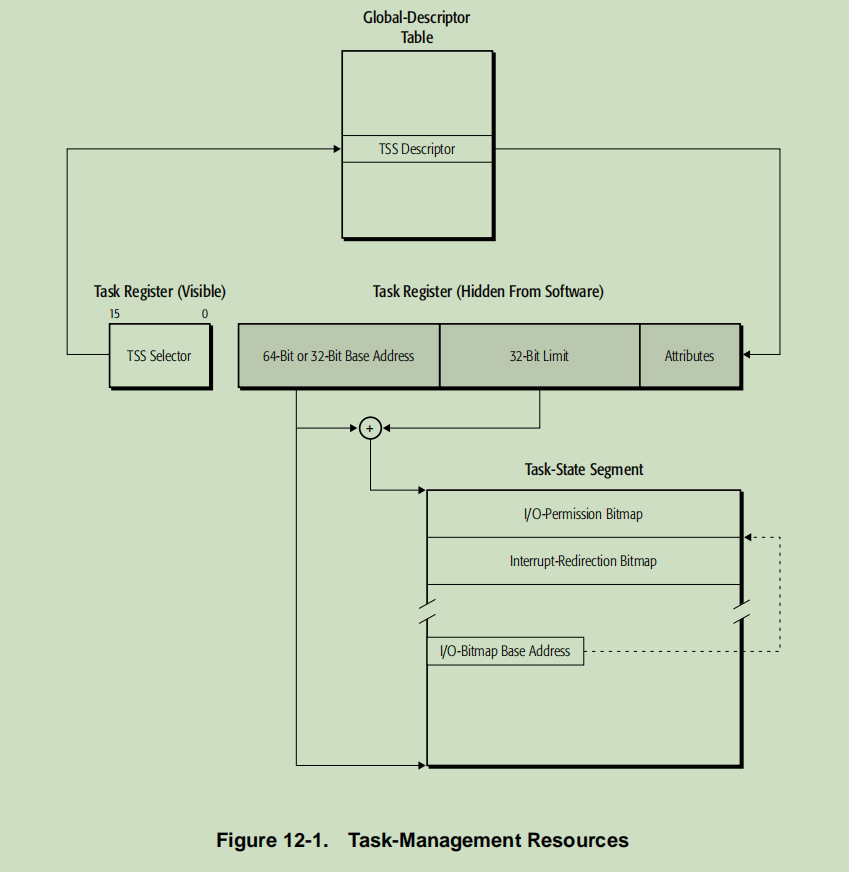 Global-Descriptor
Table
TSS Descriptor
Task Register (Visible)
Task Register (Hidden From Software)
15
0
TSS Selector
64-Bit or 32-Bit Base Address
32-Bit Limit
Attributes
+
Task-State Segment
I/O-Permission Bitmap
Interrupt-Redirection Bitmap
I/O-Bitmap Base Address
Figure 12-1. Task-Management Resources